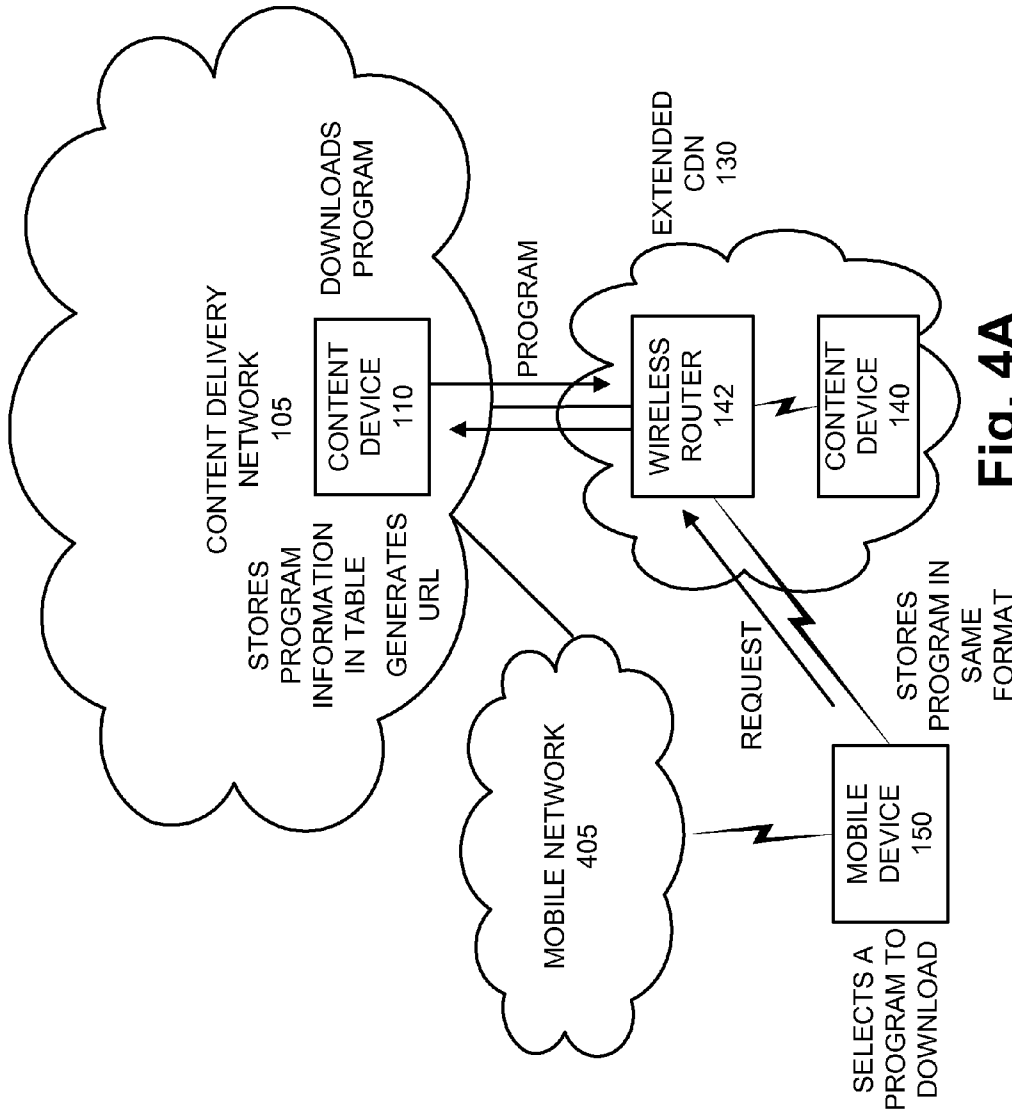 CONTENT DELIVERY
NETWORK
105
STORES
PROGRAM
INFORMATION
IN TABLE
GENERATES
URL
CONTENT
DEVICE
110
DOWNLOADS
PROGRAM
MOBILE NETWORK
405
PROGRAM
EXTENDED
CDN
130
WIRELESS
ROUTER
142
CONTENT
DEVICE
140
REQUEST
SELECTS A
PROGRAM TO
DOWNLOAD
MOBILE
DEVICE
150
STORES
PROGRAM IN
SAME
FORMAT
Fig. 4A